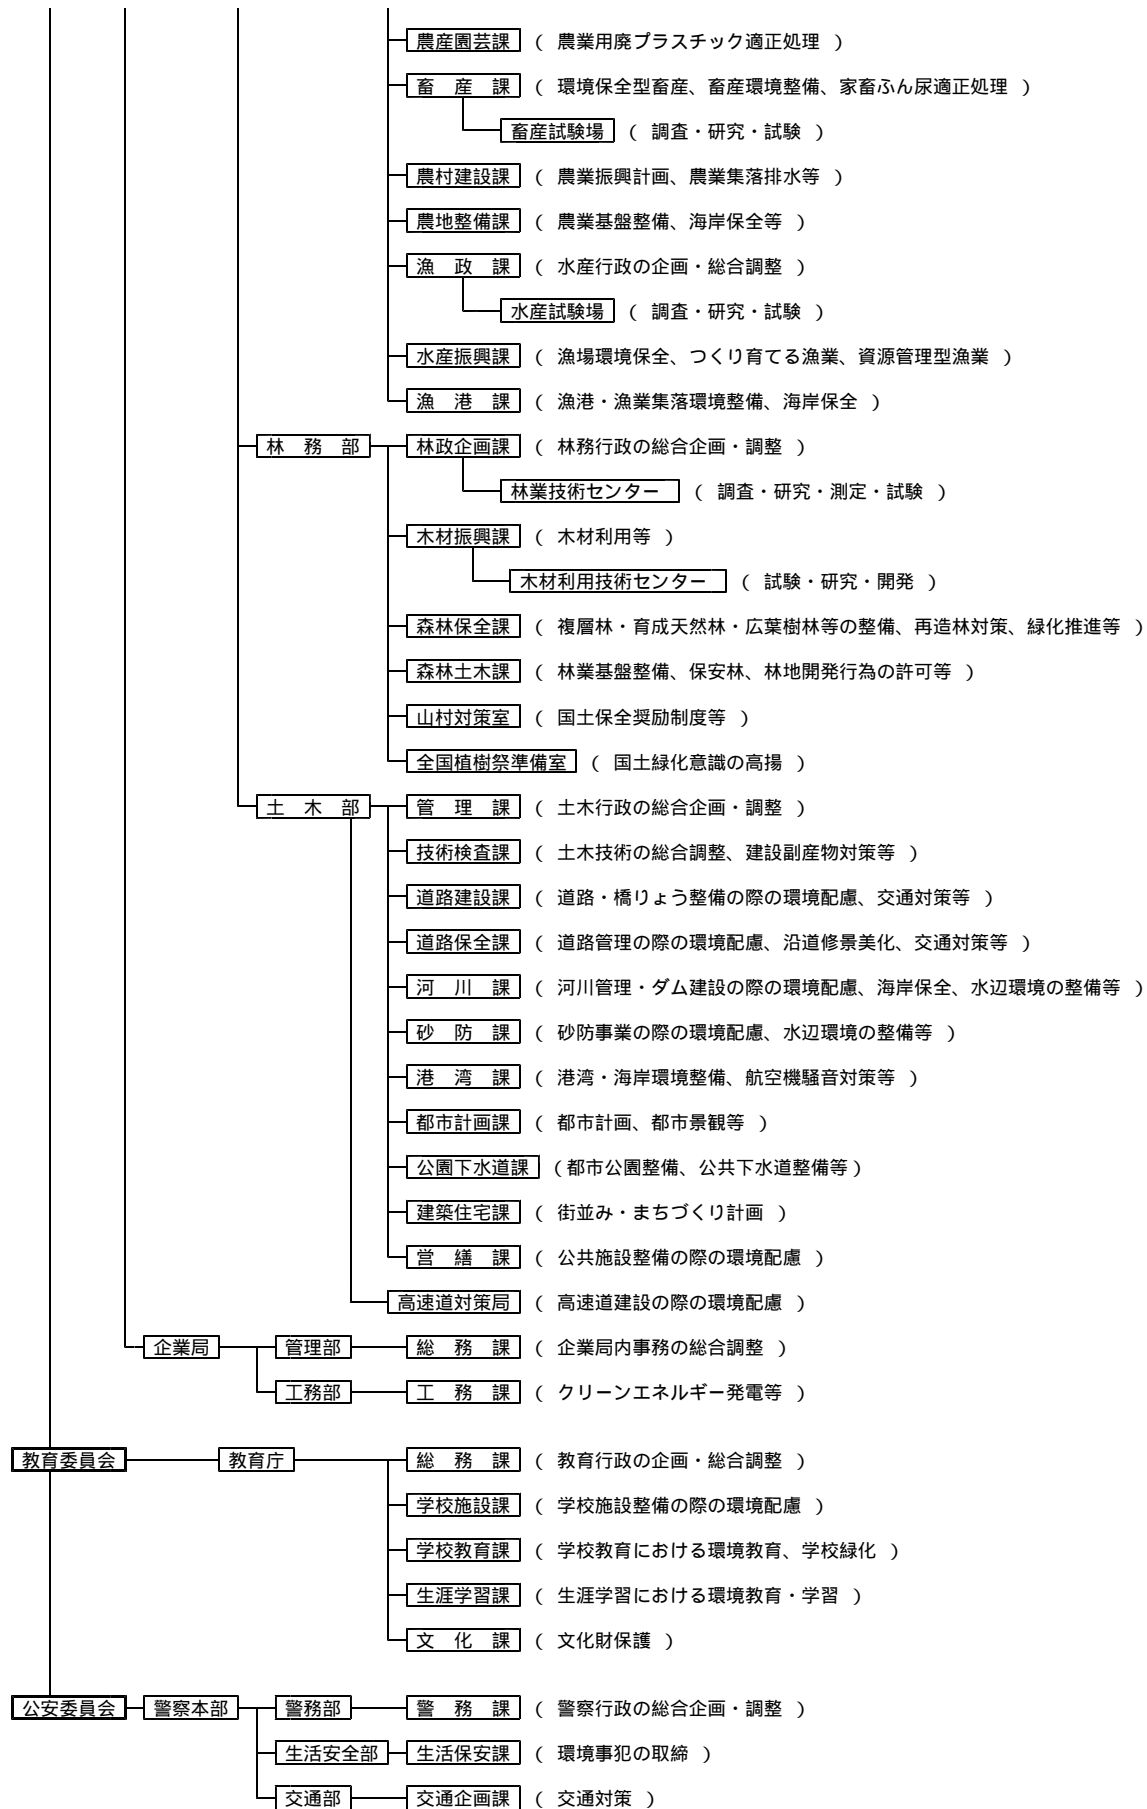 農産園芸課 ( 農業用廃プラスチック適正処理 )
畜 産 課 ( 環境保全型畜産、畜産環境整備、家畜ふん尿適正処理 )
畜産試験場 ( 調査・研究・試験 )
農村建設課 ( 農業振興計画、農業集落排水等 )
農地整備課 ( 農業基盤整備、海岸保全等 )
漁 政 課 ( 水産行政の企画・総合調整 )
水産試験場 ( 調査・研究・試験 )
水産振興課 ( 漁場環境保全、つくり育てる漁業、資源管理型漁業 )
漁 港 課 ( 漁港・漁業集落環境整備、海岸保全 )
林 務 部 林政企画課 ( 林務行政の総合企画・調整 )
林業技術センター ( 調査・研究・測定・試験 )
木材振興課 ( 木材利用等 )
木材利用技術センター ( 試験・研究・開発 )
森林保全課 ( 複層林・育成天然林・広葉樹林等の整備、再造林対策、緑化推進等 )
森林土木課 ( 林業基盤整備、保安林、林地開発行為の許可等 )
山村対策室 ( 国土保全奨励制度等 )
全国植樹祭準備室 ( 国土緑化意識の高揚 )
土 木 部 管 理 課 ( 土木行政の総合企画・調整 )
技術検査課 ( 土木技術の総合調整、建設副産物対策等 )
道路建設課 ( 道路・橋りょう整備の際の環境配慮、交通対策等 )
道路保全課 ( 道路管理の際の環境配慮、沿道修景美化、交通対策等 )
河 川 課 ( 河川管理・ダム建設の際の環境配慮、海岸保全、水辺環境の整備等 )
砂 防 課 ( 砂防事業の際の環境配慮、水辺環境の整備等 )
港 湾 課 ( 港湾・海岸環境整備、航空機騒音対策等 )
都市計画課 ( 都市計画、都市景観等 )
公園下水道課 ( 都市公園整備、公共下水道整備等 )
建築住宅課 ( 街並み・まちづくり計画 )
営 繕 課 ( 公共施設整備の際の環境配慮 )
高速道対策局 ( 高速道建設の際の環境配慮 )
企業局 管理部 総 務 課 ( 企業局内事務の総合調整 )
工務部 工 務 課 ( クリーンエネルギー発電等 )
教育委員会 教育庁 総 務 課 ( 教育行政の企画・総合調整 )
学校施設課 ( 学校施設整備の際の環境配慮 )
学校教育課 ( 学校教育における環境教育、学校緑化 )
生涯学習課 ( 生涯学習における環境教育・学習 )
文 化 課 ( 文化財保護 )
公安委員会 警察本部 警務部 警 務 課 ( 警察行政の総合企画・調整 )
生活安全部 生活保安課 ( 環境事犯の取締 )
交通部 交通企画課 ( 交通対策 )